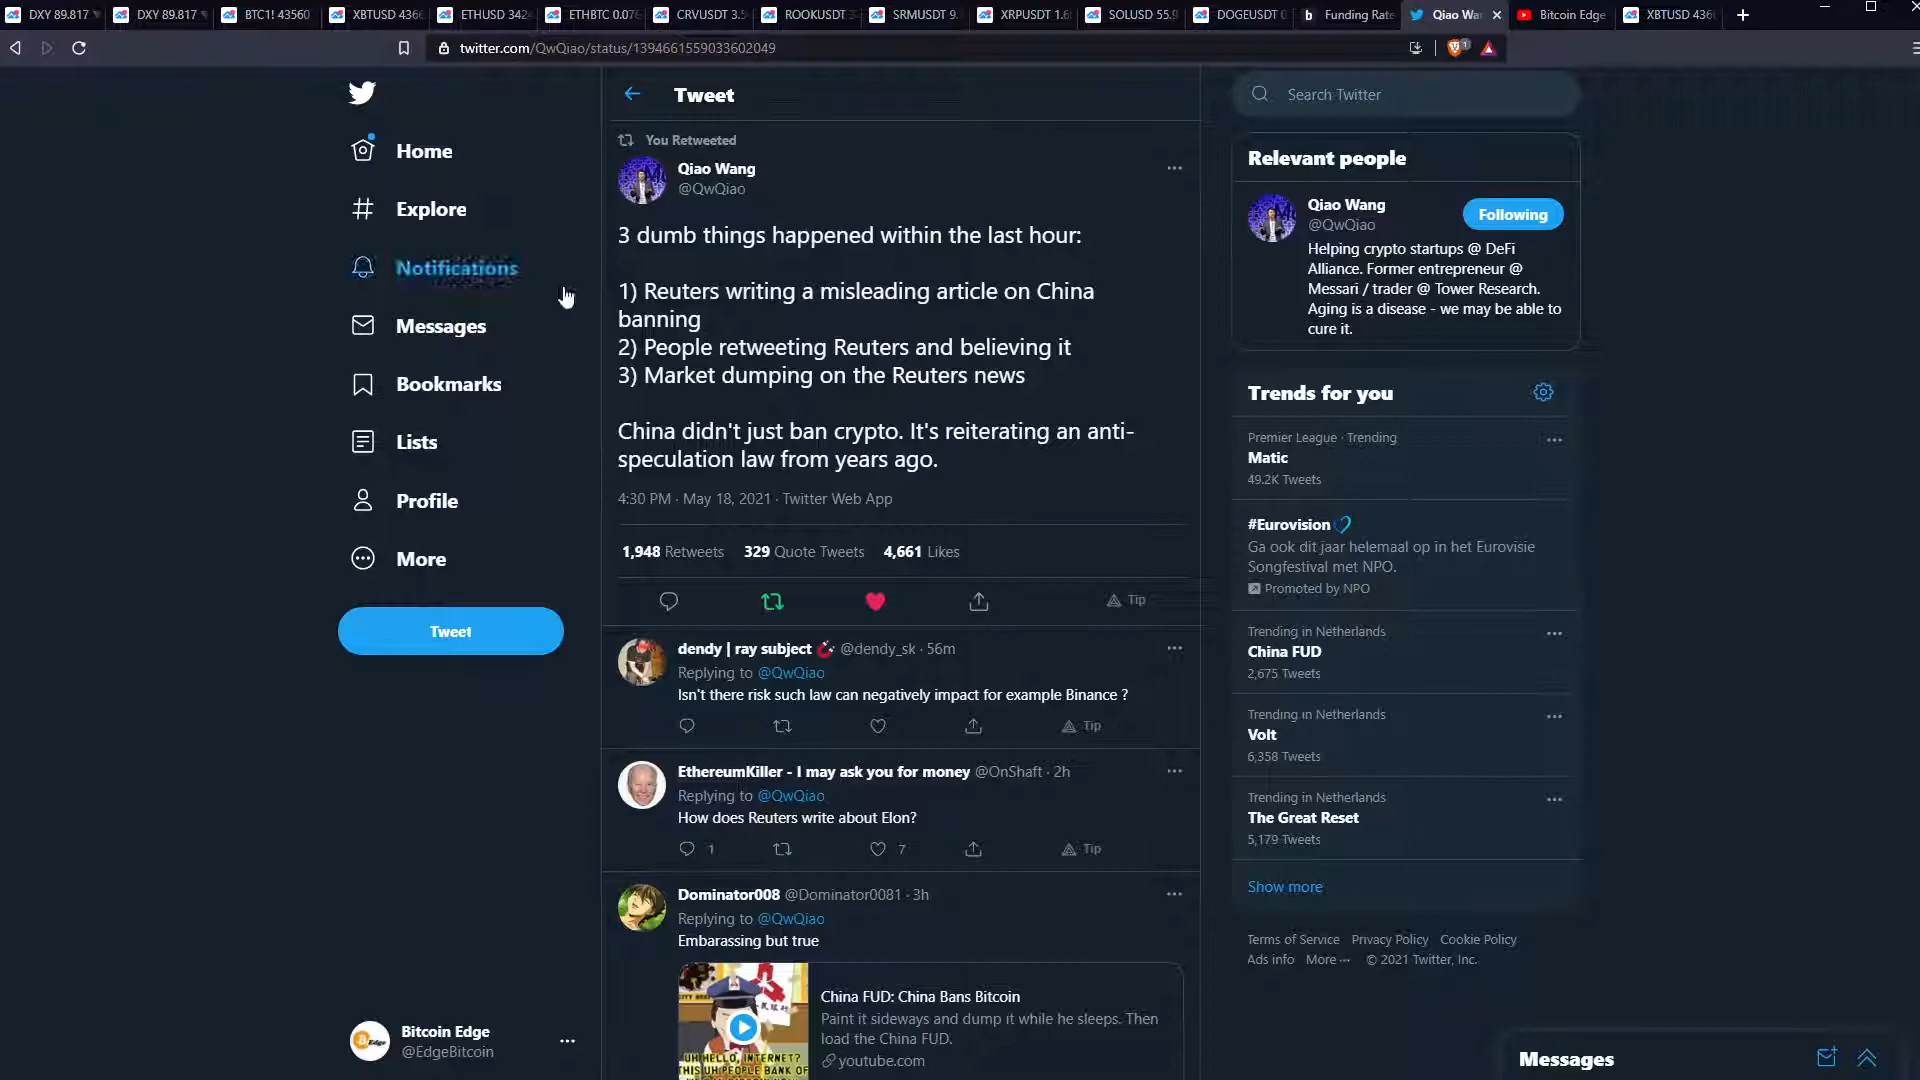 DXY 89.817
DXY 89.817
BTC1! 43560
XBTUSD 436
ETHUSD 342
ETHBTC 0.07
CRVUSDT 3.5
ROOKUSDT
SRMUSDT 9.
XRPUSDT 1.6
SOLUSD 55.9
DOGEUSDT 0
Funding Rate
Qiao Wan
Bitcoin Edge
XBTUSD 436
twitter.com/QwQiao/status/1394661559033602049
Home
Explore
Notifications
Messages
Bookmarks
Lists
Profile
More
Tweet
Bitcoin Edge
@EdgeBitcoin
Tweet
You Retweeted
Qiao Wang
@QwQiao
3 dumb things happened within the last hour:
1) Reuters writing a misleading article on China
banning
2) People retweeting Reuters and believing it
3) Market dumping on the Reuters news
China didn't just ban crypto. It's reiterating an anti-
speculation law from years ago.
4:30 PM · May 18, 2021 · Twitter Web App
1,948 Retweets 329 Quote Tweets 4,661 Likes
Tip
dendy | ray subject @dendy_sk · 56m
Replying to @QwQiao
Isn't there risk such law can negatively impact for example Binance ?
Tip
EthereumKiller - I may ask you for money @OnShaft · 2h
Replying to @QwQiao
How does Reuters write about Elon?
1 7 Tip
Dominator008 @Dominator0081 · 3h
Replying to @QwQiao
Embarassing but true
UH HELLO, INTERNET?
THIS UH PEOPLE BANK OF
China FUD: China Bans Bitcoin
Paint it sideways and dump it while he sleeps. Then
load the China FUD.
youtube.com
Search Twitter
Relevant people
Qiao Wang
@QwQiao
Following
Helping crypto startups @ DeFi
Alliance. Former entrepreneur @
Messari / trader @ Tower Research.
Aging is a disease - we may be able to
cure it.
Trends for you
Premier League · Trending
Matic
49.2K Tweets
#Eurovision
Ga ook dit jaar helemaal op in het Eurovisie
Songfestival met NPO.
Promoted by NPO
Trending in Netherlands
China FUD
2,675 Tweets
Trending in Netherlands
Volt
6,358 Tweets
Trending in Netherlands
The Great Reset
5,179 Tweets
Show more
Terms of Service Privacy Policy Cookie Policy
Ads info More ··· © 2021 Twitter, Inc.
Messages